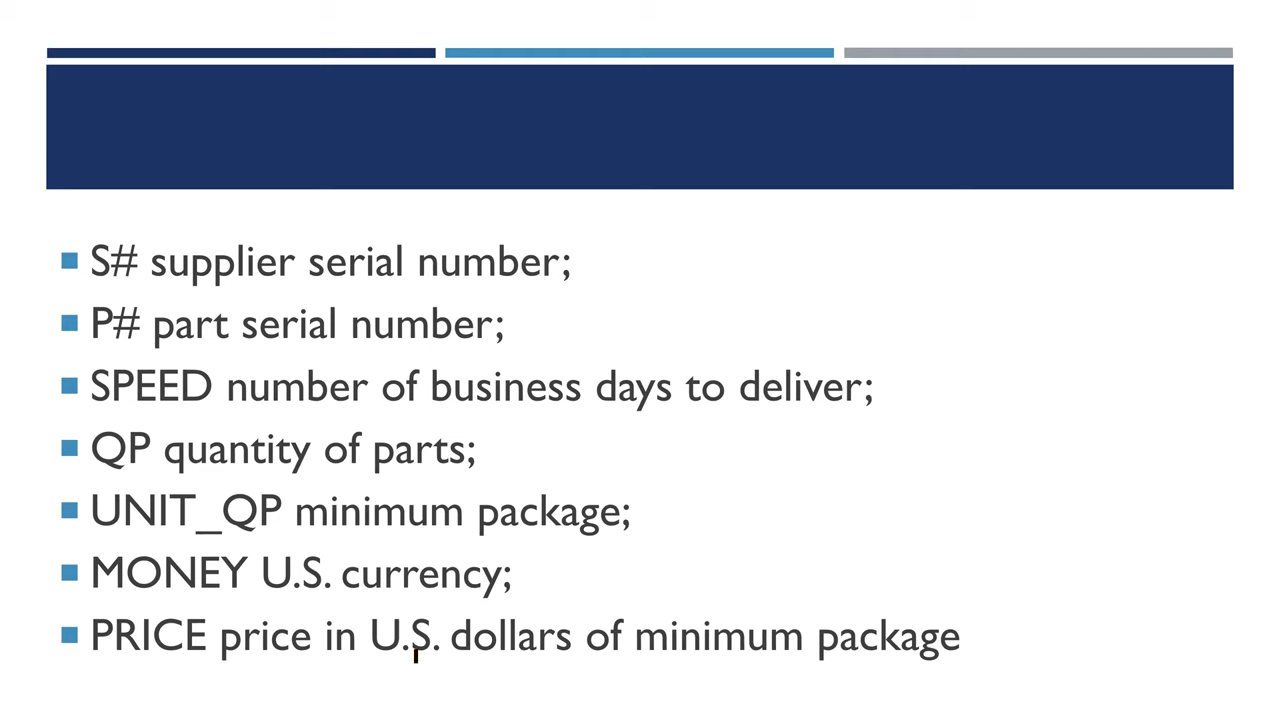 S# supplier serial number;
P# part serial number;
SPEED number of business days to deliver;
QP quantity of parts;
UNIT_QP minimum package;
MONEY U.S. currency;
PRICE price in U.S. dollars of minimum package